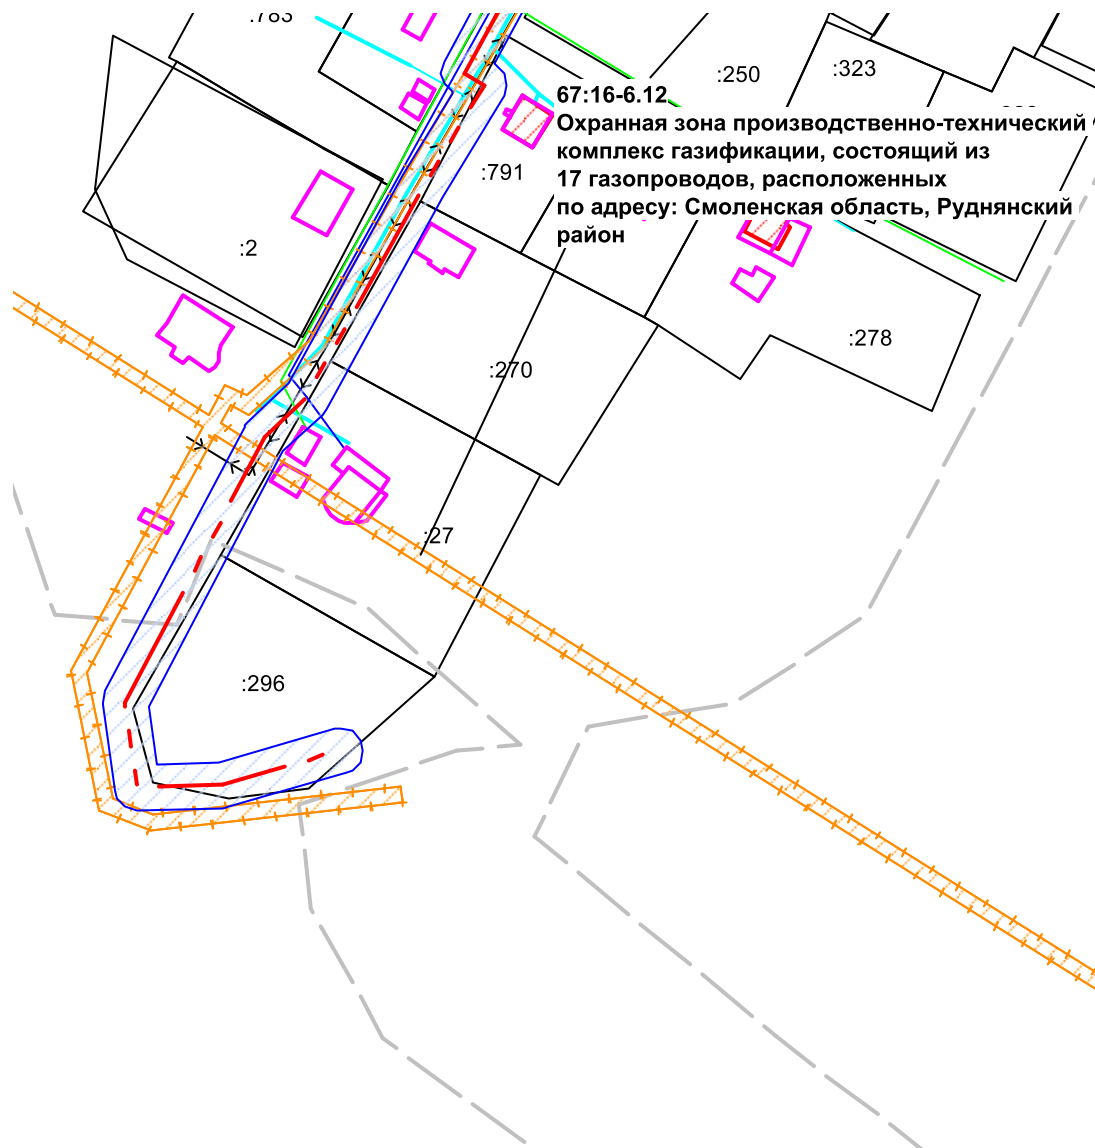 :783
:250
:323
67:16-6.12
Охранная зона производственно-технический
комплекс газификации, состоящий из
17 газопроводов, расположенных
по адресу: Смоленская область, Руднянский
район
:791
:2
:278
:270
:27
:296